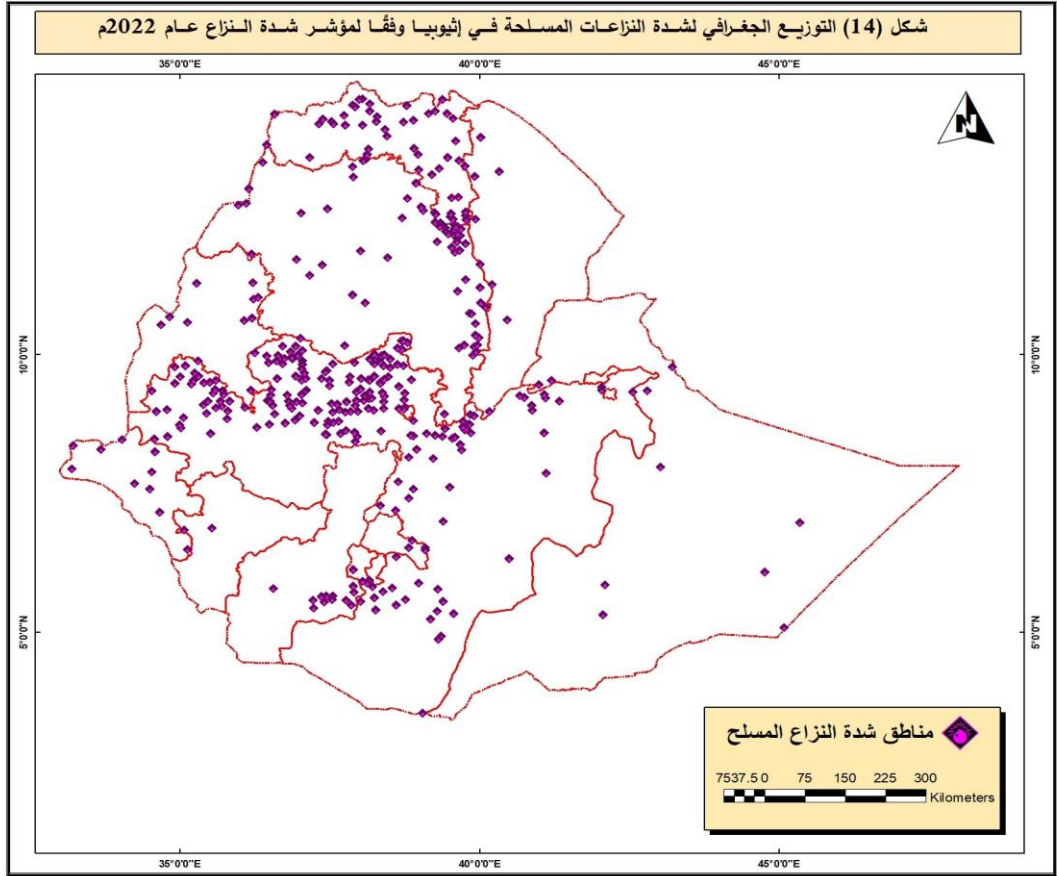 شكل (14) التوزيع الجغرافي لشدة النزاعات المسلحة في إثيوبيا وفقًا لمؤشر شدة النزاع عام 2022م
35°0'0"E 40°0'0"E 45°0'0"E
N
10°0'0"N 10°0'0"N
5°0'0"N 5°0'0"N
مناطق شدة النزاع المسلح
7537.5 0 75 150 225 300
Kilometers
35°0'0"E 40°0'0"E 45°0'0"E